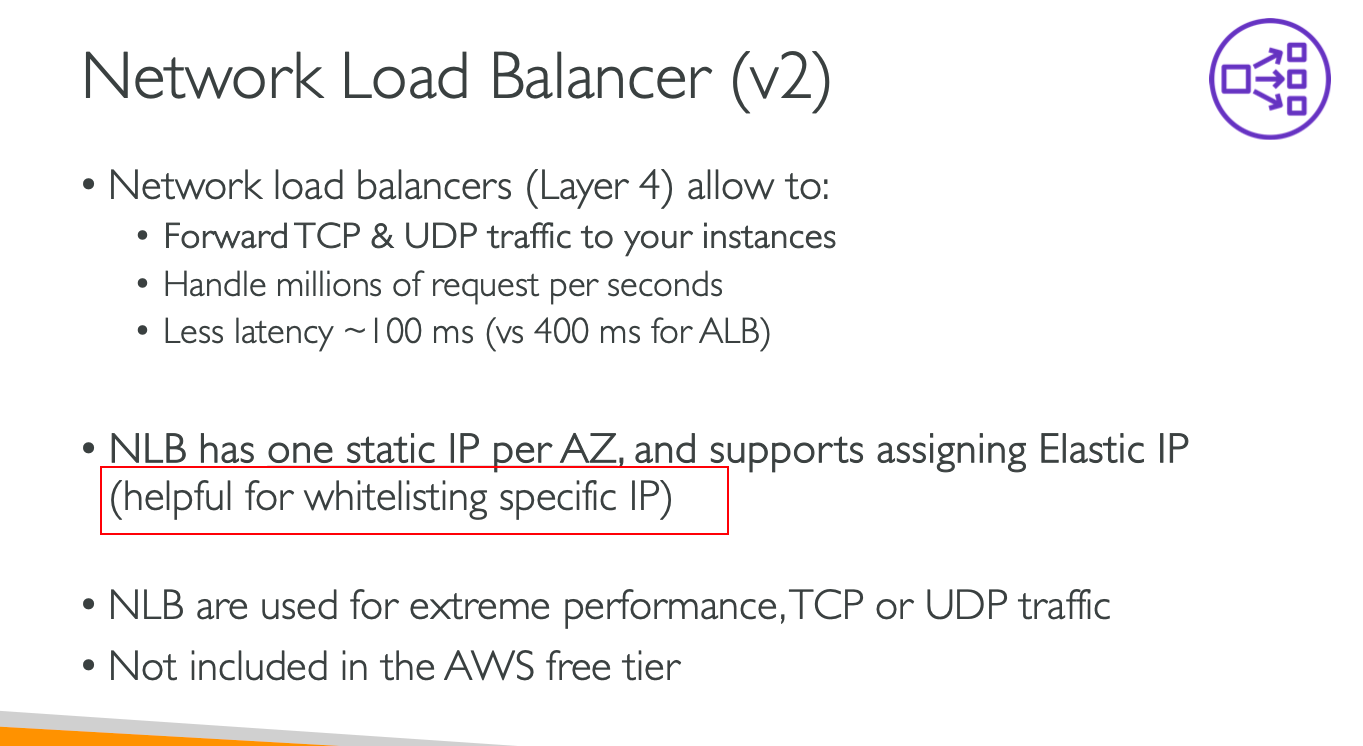 Network Load Balancer (v2)
• Network load balancers (Layer 4) allow to:
• Forward TCP & UDP traffic to your instances
• Handle millions of request per seconds
• Less latency ~100 ms (vs 400 ms for ALB)
• NLB has one static IP per AZ, and supports assigning Elastic IP
(helpful for whitelisting specific IP)
• NLB are used for extreme performance, TCP or UDP traffic
• Not included in the AWS free tier